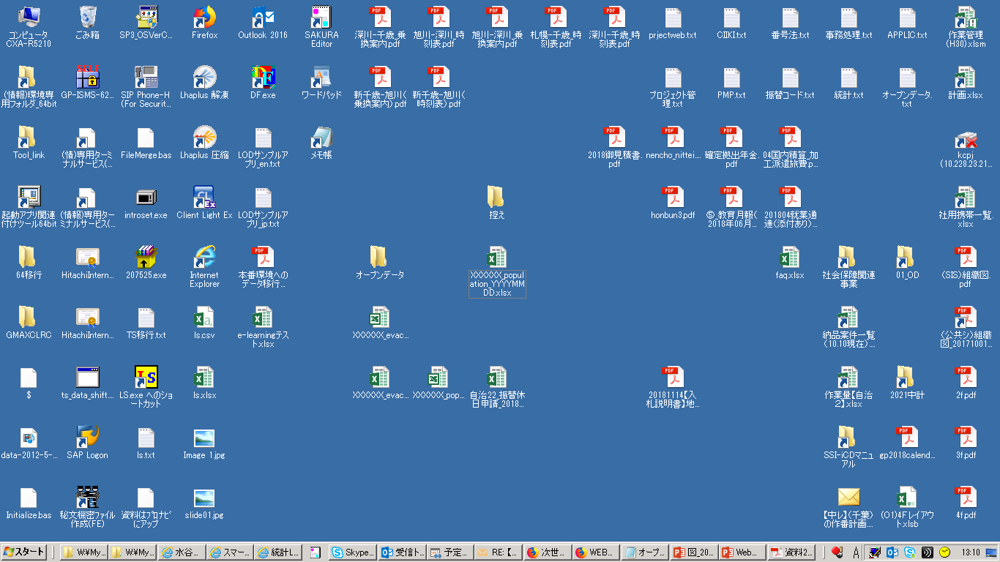 コンピュータ
CXA-R5210
ごみ箱
SP3_OSVerC...
Firefox
Outlook 2016
SAKURA
Editor
深川-千歳_乗
換案内.pdf
旭川-深川_時
刻表.pdf
旭川-深川_乗
換案内.pdf
札幌-千歳_時
刻表.pdf
深川-千歳_時
刻表.pdf
prjectweb.txt
CIIKI.txt
番号法.txt
事務処理.txt
APPLIC.txt
作業管理
(H30).xlsm
(情報)環境専
用フォルダ_64bit
GP-ISMS-62...
SIP Phone-H
(For Securit...
Lhaplus 解凍
DF.exe
ワードパッド
新千歳-旭川(
乗換案内).pdf
新千歳-旭川(
時刻表).pdf
プロジェクト管
理.txt
PMP.txt
振替コード.txt
統計.txt
オープンデータ.
txt
計画.xlsx
Tool_link
(情)専用ターミ
ナルサービス(...
FileMerge.bas
Lhaplus 圧縮
LODサンプルア
プリ_en.txt
メモ帳
2018御見積書.
pdf
nencho_nittei....
確定拠出年金.
pdf
04国内精算_加
工派遣旅費.p...
kcpj
(10.228.23.21...
起動アプリ関連
付けツール64bit
(情報)専用ター
ミナルサービス(...
introset.exe
Client Light Ex
LODサンプルア
プリ_jp.txt
控え
honbun3.pdf
⑤_教育月報(
2018年06月...
201804就業通
達(添付あり)...
社用携帯一覧.
xlsx
64移行
HitachiIntern...
207525.exe
Internet
Explorer
本番環境への
データ移行...
オープンデータ
XXXXXX_popul
ation_YYYYMM
DD.xlsx
faq.xlsx
社会保障関連
事業
01_OD
(SIS)組織図.
pdf
GMAXCLRC
HitachiIntern...
TS移行.txt
ls.csv
e-learningテス
ト.xlsx
XXXXXX_evac...
納品案件一覧
(10.10現在)....
(公共シ)組織
図_20171001...
$
ts_data_shift....
LS.exe へのショ
ートカット
ls.xlsx
XXXXXX_evac...
XXXXXX_pop...
自治22_振替休
日申請_2018...
20181114【入
札説明書】地...
作業量【自治
2】.xlsx
2021中計
2f.pdf
data-2012-5-...
SAP Logon
ls.txt
Image 1.jpg
SSI-iCDマニュ
アル
gp2018calend...
3f.pdf
Initialize.bas
秘文機密ファイル
作成(FE)
資料はプロナビ
にアップ
slide01.jpg
【中レ】(千葉)
の作番計画....
(01)4Fレイアウ
ト.xlsb
4f.pdf
スタート
W:¥My...
W:¥My...
水谷...
スマー...
統計L...
Skype...
受信ト...
予定...
RE:【...
次世...
WEB...
オープ...
図_20...
Web...
資料2...
A
13:10